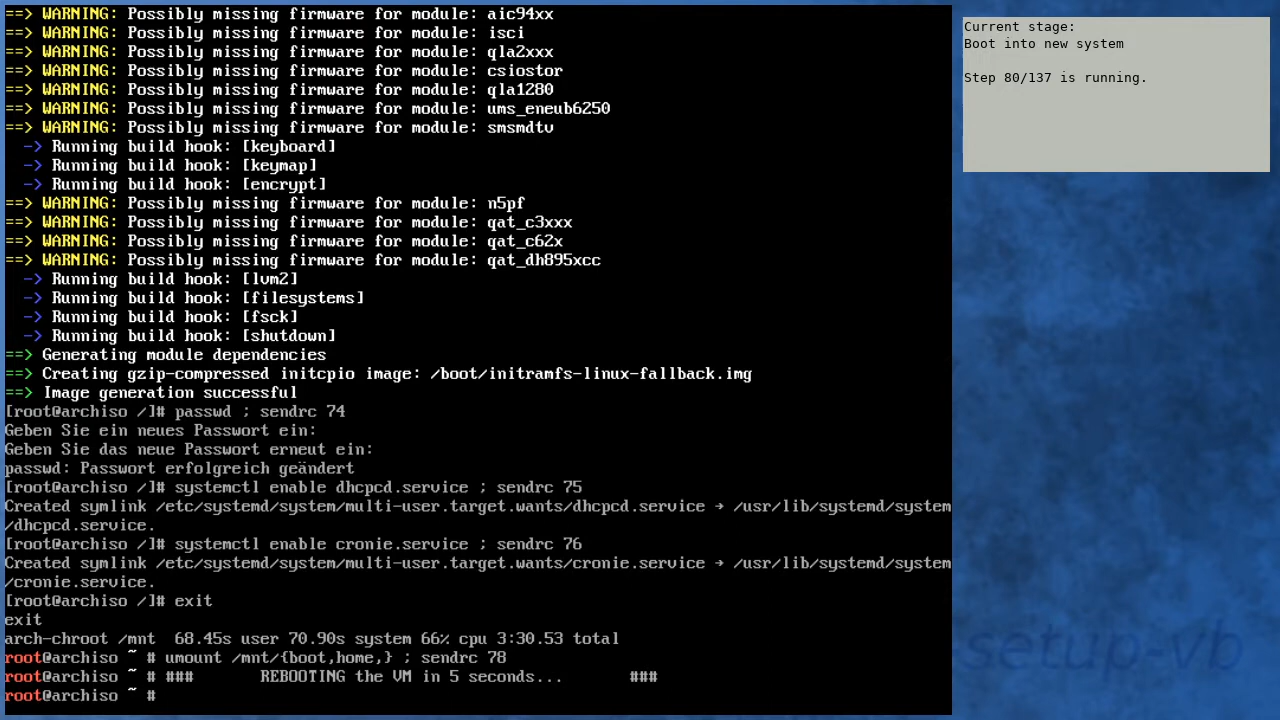 ==> WARNING: Possibly missing firmware for module: aic94xx
==> WARNING: Possibly missing firmware for module: isci
==> WARNING: Possibly missing firmware for module: qla2xxx
==> WARNING: Possibly missing firmware for module: csiostor
==> WARNING: Possibly missing firmware for module: qla1280
==> WARNING: Possibly missing firmware for module: ums_eneub6250
==> WARNING: Possibly missing firmware for module: smsmdtv
-> Running build hook: [keyboard]
-> Running build hook: [keymap]
-> Running build hook: [encrypt]
==> WARNING: Possibly missing firmware for module: n5pf
==> WARNING: Possibly missing firmware for module: qat_c3xxx
==> WARNING: Possibly missing firmware for module: qat_c62x
==> WARNING: Possibly missing firmware for module: qat_dh895xcc
-> Running build hook: [lvm2]
-> Running build hook: [filesystems]
-> Running build hook: [fsck]
-> Running build hook: [shutdown]
==> Generating module dependencies
==> Creating gzip-compressed initcpio image: /boot/initramfs-linux-fallback.img
==> Image generation successful
[root@archiso /]# passwd ; sendrc 74
Geben Sie ein neues Passwort ein:
Geben Sie das neue Passwort erneut ein:
passwd: Passwort erfolgreich geändert
[root@archiso /]# systemctl enable dhcpcd.service ; sendrc 75
Created symlink /etc/systemd/system/multi-user.target.wants/dhcpcd.service → /usr/lib/systemd/system
/dhcpcd.service.
[root@archiso /]# systemctl enable cronie.service ; sendrc 76
Created symlink /etc/systemd/system/multi-user.target.wants/cronie.service → /usr/lib/systemd/system
/cronie.service.
[root@archiso /]# exit
exit
arch-chroot /mnt  68.45s user 70.90s system 66% cpu 3:30.53 total
root@archiso ~ # umount /mnt/{boot,home,} ; sendrc 78
root@archiso ~ # ###       REBOOTING the VM in 5 seconds...       ###
root@archiso ~ #
Current stage:
Boot into new system
Step 80/137 is running.
setup-vb